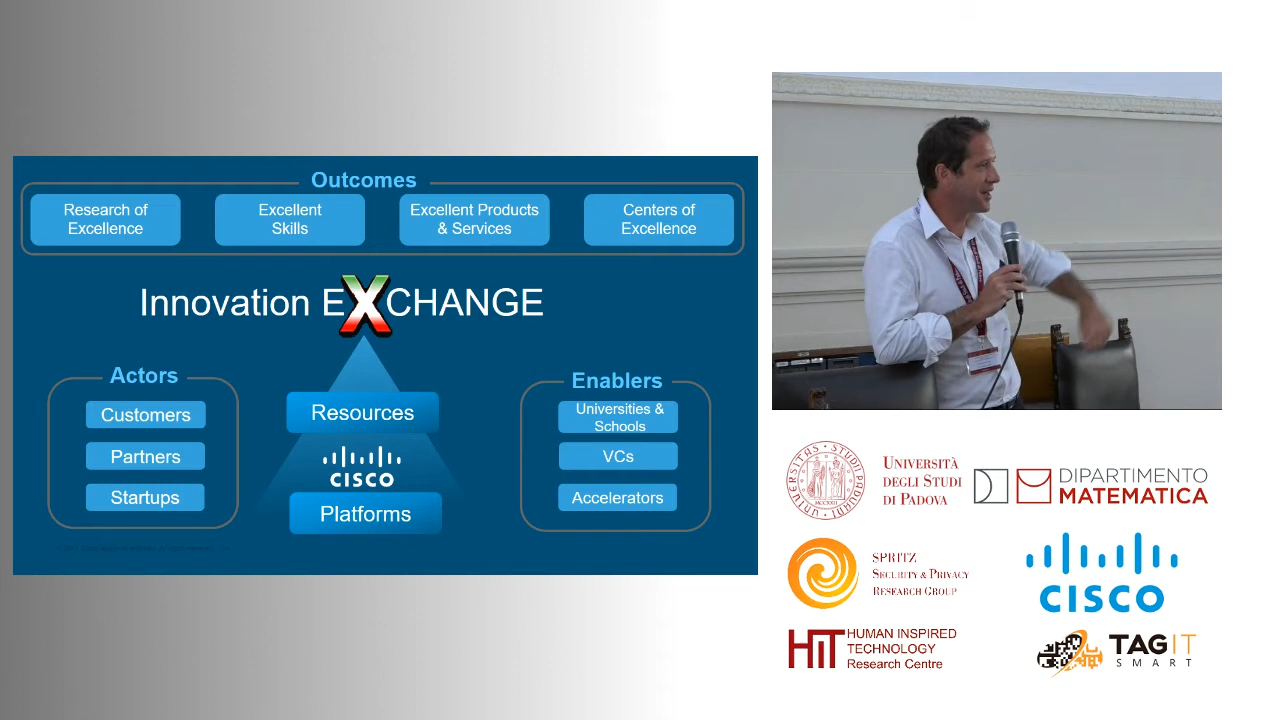 Outcomes
Research of
Excellence
Excellent
Skills
Excellent Products
& Services
Centers of
Excellence
Innovation EXCHANGE
Actors
Customers
Partners
Startups
Resources
CISCO
Platforms
Enablers
Universities &
Schools
VCs
Accelerators
UNIVERSITÀ
DEGLI STUDI
DI PADOVA
DIPARTIMENTO
MATEMATICA
SPRITZ
SECURITY & PRIVACY
RESEARCH GROUP
CISCO
HIT
HUMAN INSPIRED
TECHNOLOGY
Research Centre
TAGIT
SMART